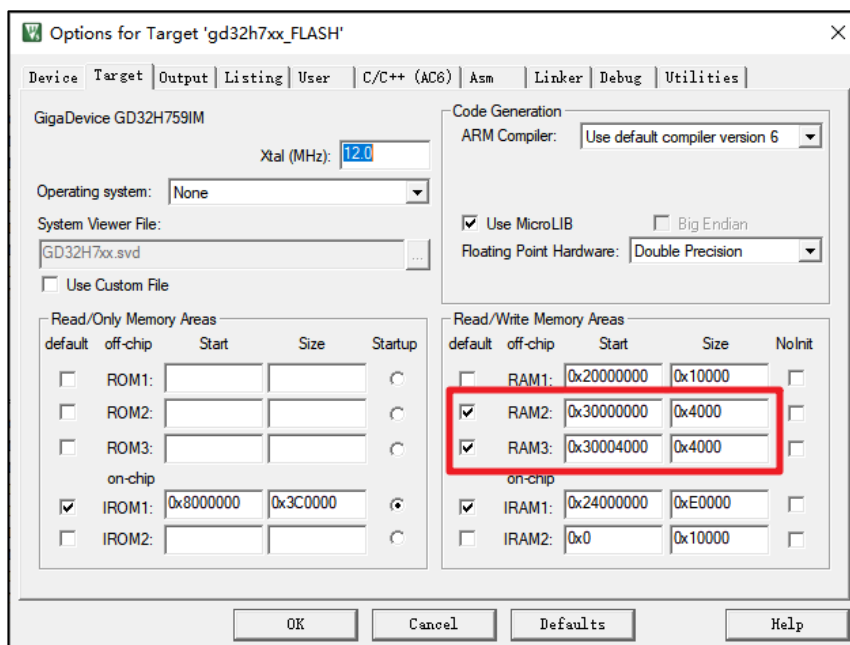 Options for Target 'gd32h7xx_FLASH'
Device Target Output Listing User C/C++ (AC6) Asm Linker Debug Utilities
GigaDevice GD32H759IM
Xtal (MHz): 12.0
Operating system: None
System Viewer File:
GD32H7xx.svd ...
Use Custom File
Code Generation
ARM Compiler: Use default compiler version 6
Use MicroLIB Big Endian
Floating Point Hardware: Double Precision
Read/Only Memory Areas
default off-chip Start Size Startup
ROM1:
ROM2:
ROM3:
on-chip
IROM1: 0x8000000 0x3C0000
IROM2:
Read/Write Memory Areas
default off-chip Start Size NoInit
RAM1: 0x20000000 0x10000
RAM2: 0x30000000 0x4000
RAM3: 0x30004000 0x4000
on-chip
IRAM1: 0x24000000 0xE0000
IRAM2: 0x0 0x10000
OK Cancel Defaults Help